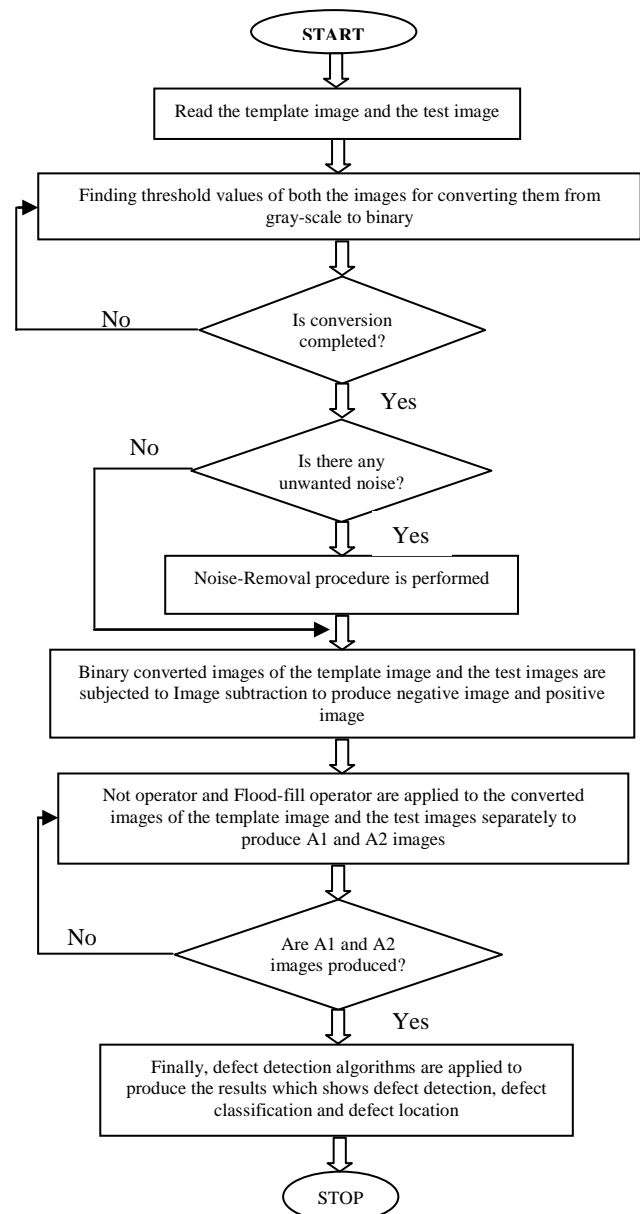 START
Read the template image and the test image
Finding threshold values of both the images for converting them from
gray-scale to binary
No
Is conversion
completed?
Yes
No
Is there any
unwanted noise?
Yes
Noise-Removal procedure is performed
Binary converted images of the template image and the test images are
subjected to Image subtraction to produce negative image and positive
image
Not operator and Flood-fill operator are applied to the converted
images of the template image and the test images separately to
produce A1 and A2 images
No
Are A1 and A2
images produced?
Yes
Finally, defect detection algorithms are applied to
produce the results which shows defect detection, defect
classification and defect location
STOP